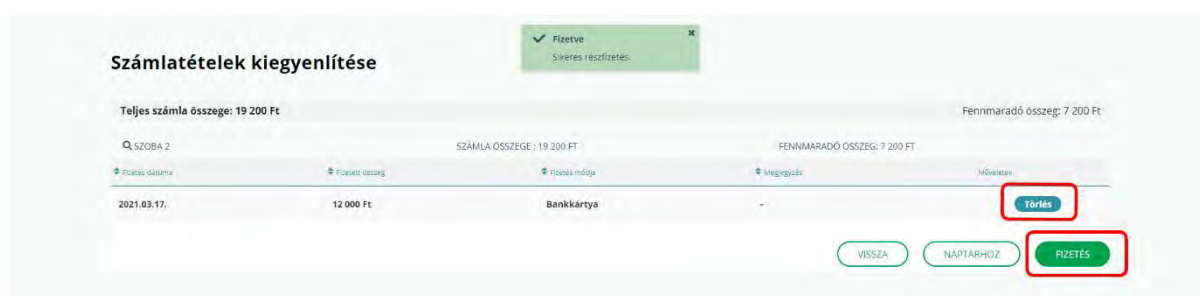 Fizetve
Sikeres részfizetés.
Számlatételek kiegyenlítése
Teljes számla összege: 19 200 Ft
Fennmaradó összeg: 7 200 Ft
SZOBA 2
SZÁMLA ÖSSZEGE : 19 200 FT
FENNMARADÓ ÖSSZEG: 7 200 FT
Fizetés dátuma
Fizetett összeg
Fizetés módja
Megjegyzés
Műveletek
2021.03.17.
12 000 Ft
Bankkártya
-
Törlés
VISSZA
NAPTÁRHOZ
FIZETÉS